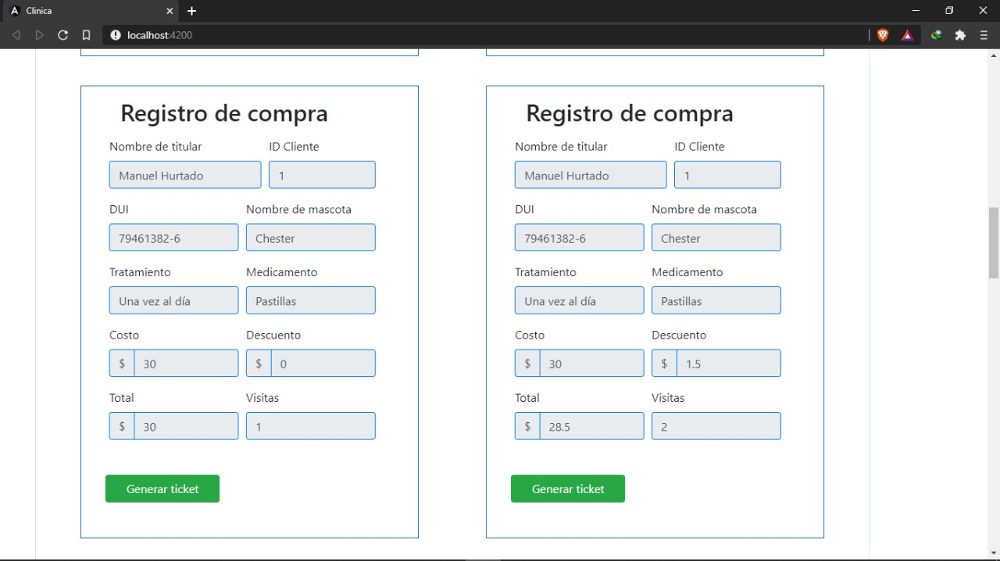 Clinica
localhost:4200
Registro de compra
Nombre de titular ID Cliente
Manuel Hurtado 1
DUI Nombre de mascota
79461382-6 Chester
Tratamiento Medicamento
Una vez al día Pastillas
Costo Descuento
$ 30 $ 0
Total Visitas
$ 30 1
Generar ticket
Registro de compra
Nombre de titular ID Cliente
Manuel Hurtado 1
DUI Nombre de mascota
79461382-6 Chester
Tratamiento Medicamento
Una vez al día Pastillas
Costo Descuento
$ 30 $ 1.5
Total Visitas
$ 28.5 2
Generar ticket